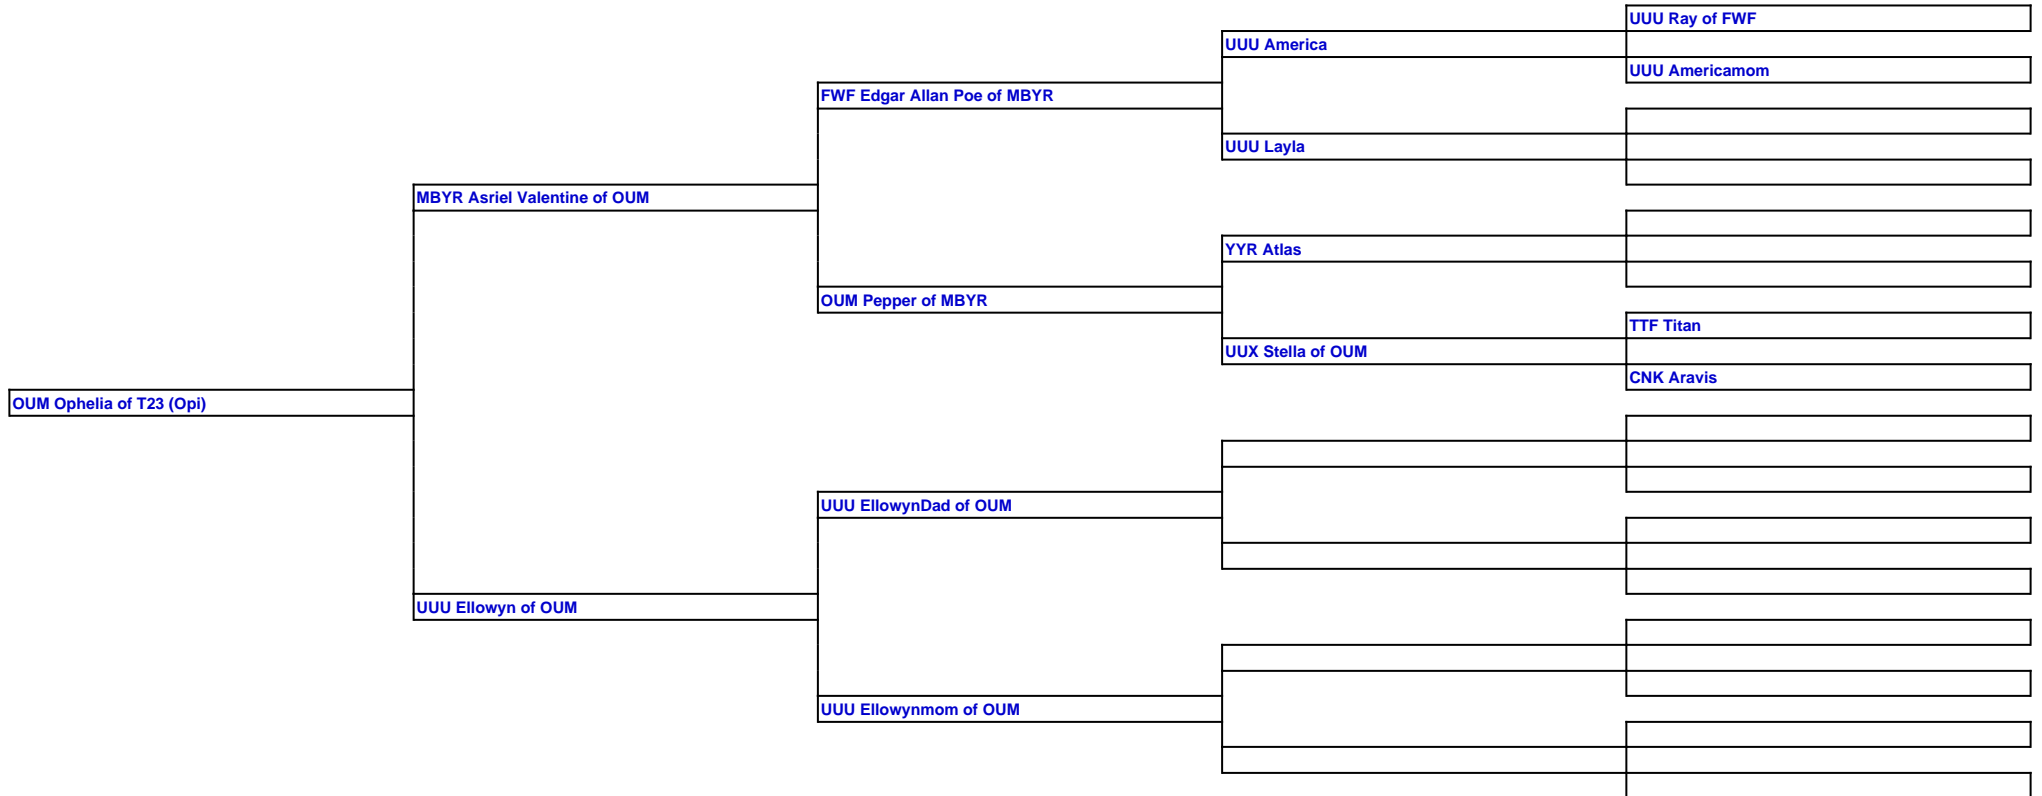 UUU Ray of FWF
UUU America
UUU Americamom
FWF Edgar Allan Poe of MBYR
UUU Layla
MBYR Asriel Valentine of OUM
YYR Atlas
OUM Pepper of MBYR
TTF Titan
UUX Stella of OUM
CNK Aravis
OUM Ophelia of T23 (Opi)
UUU EllowynDad of OUM
UUU Ellowyn of OUM
UUU Ellowynmom of OUM